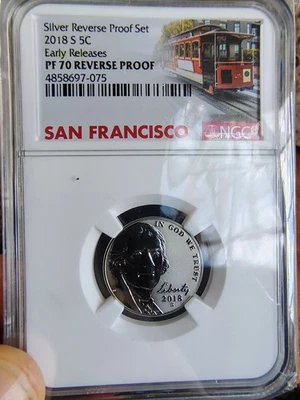 Silver Reverse Proof Set
2018 S 5C
Early Releases
PF 70 REVERSE PROOF
4858697-075
SAN FRANCISCO
NGC
IN GOD WE TRUST
Liberty
2018
S